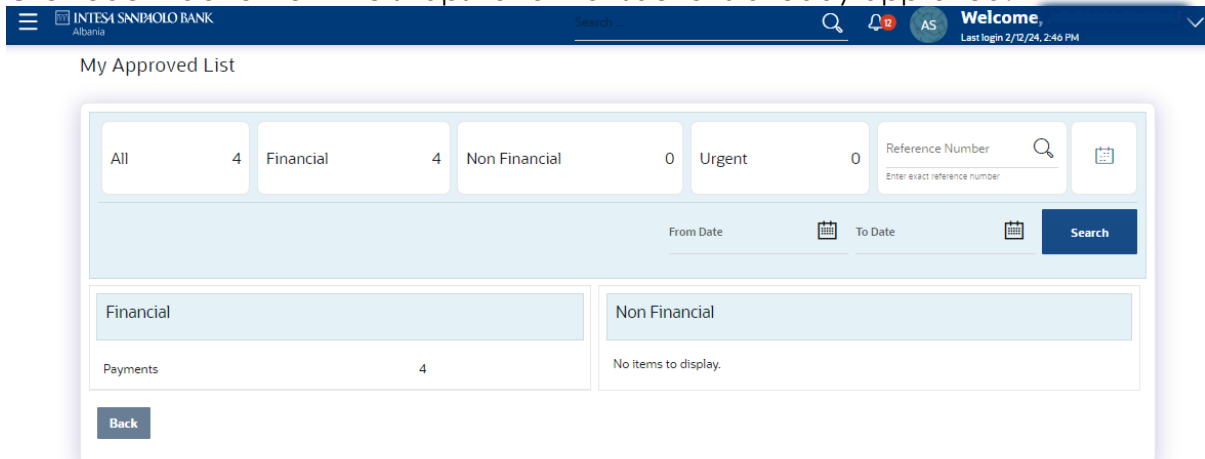 INTESA SANPAOLO BANK
Albania
Search ...
12
AS
Welcome,
Last login 2/12/24, 2:46 PM
My Approved List
All 4
Financial 4
Non Financial 0
Urgent 0
Reference Number
Enter exact reference number
From Date
To Date
Search
Financial
Non Financial
Payments 4
No items to display.
Back